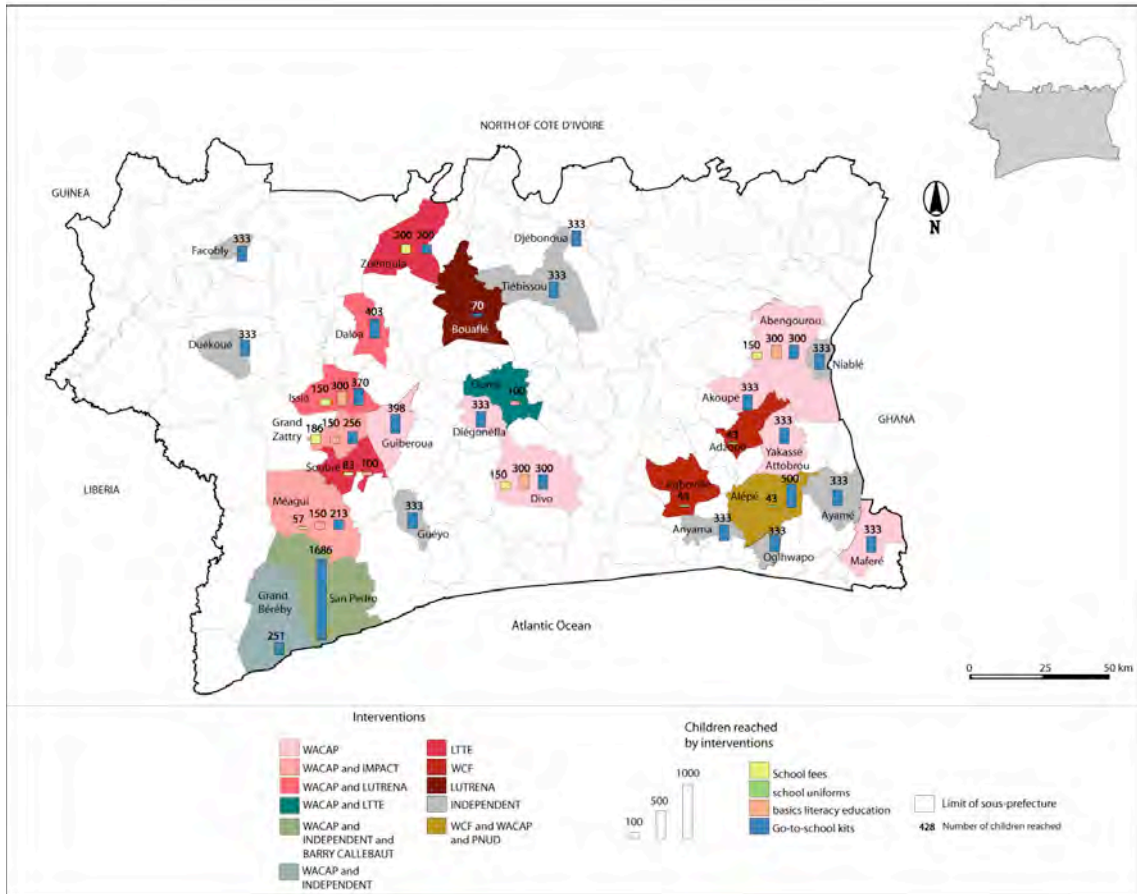 NORTH OF COTE D'IVOIRE
GUINEA
N
333
Facobly
200 200
Zuénoula
333
Djébonoua
333
Tiébissou
70
Bouaflé
403
Daloa
333
Duékoué
Abengourou
150 300 300
333
Niablé
150 300 370
Issia
Oumé
100
333
Diégonéfla
398
Guiberoua
333
Akoupé
GHANA
Grand
Zattry
186 150 256
43
Adzopé
333
Yakassé
Attobrou
Soubré 83 100
150 300 300
Divo
LIBERIA
48
500
Alépé 43
333
Ayamé
Méagui
57 150 213
333
Guéyo
Anyama 333
333
333
Maferé
1686
Grand
Béréby
San Pedro
251
Atlantic Ocean
0 25 50 km
Interventions
WACAP
WACAP and IMPACT
WACAP and LUTRENA
WACAP and LTTE
WACAP and
INDEPENDENT and
BARRY CALLEBAUT
WACAP and
INDEPENDENT
LTTE
WCF
LUTRENA
INDEPENDENT
WCF and WACAP
and PNUD
Children reached
by interventions
100
500
1000
School fees
school uniforms
basics literacy education
Go-to-school kits
Limit of sous-prefecture
428 Number of children reached